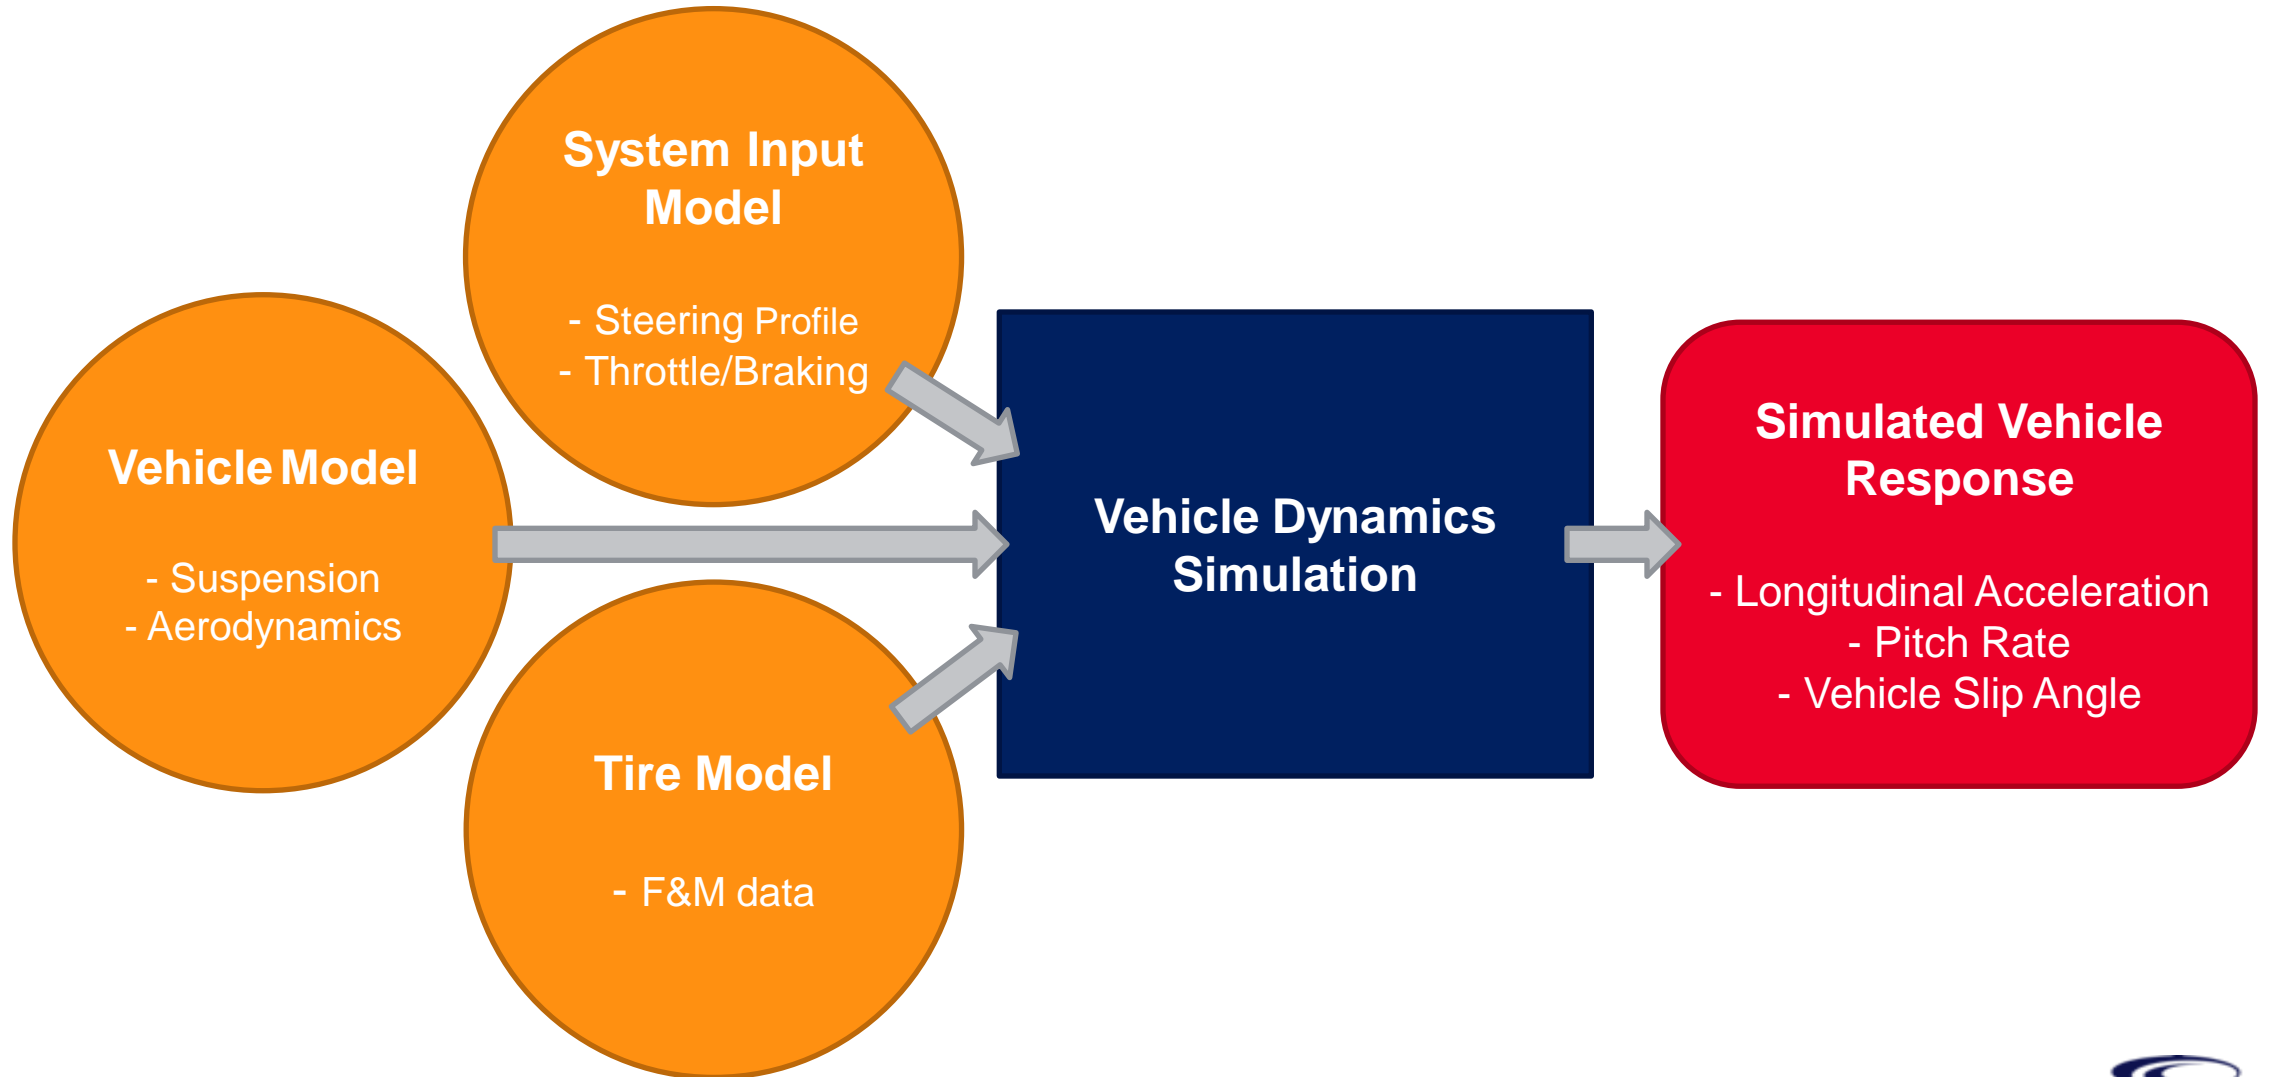 System Input
Model
- Steering Profile
- Throttle/Braking
Vehicle Model
- Suspension
- Aerodynamics
Tire Model
- F&M data
Vehicle Dynamics
Simulation
Simulated Vehicle
Response
- Longitudinal Acceleration
- Pitch Rate
- Vehicle Slip Angle